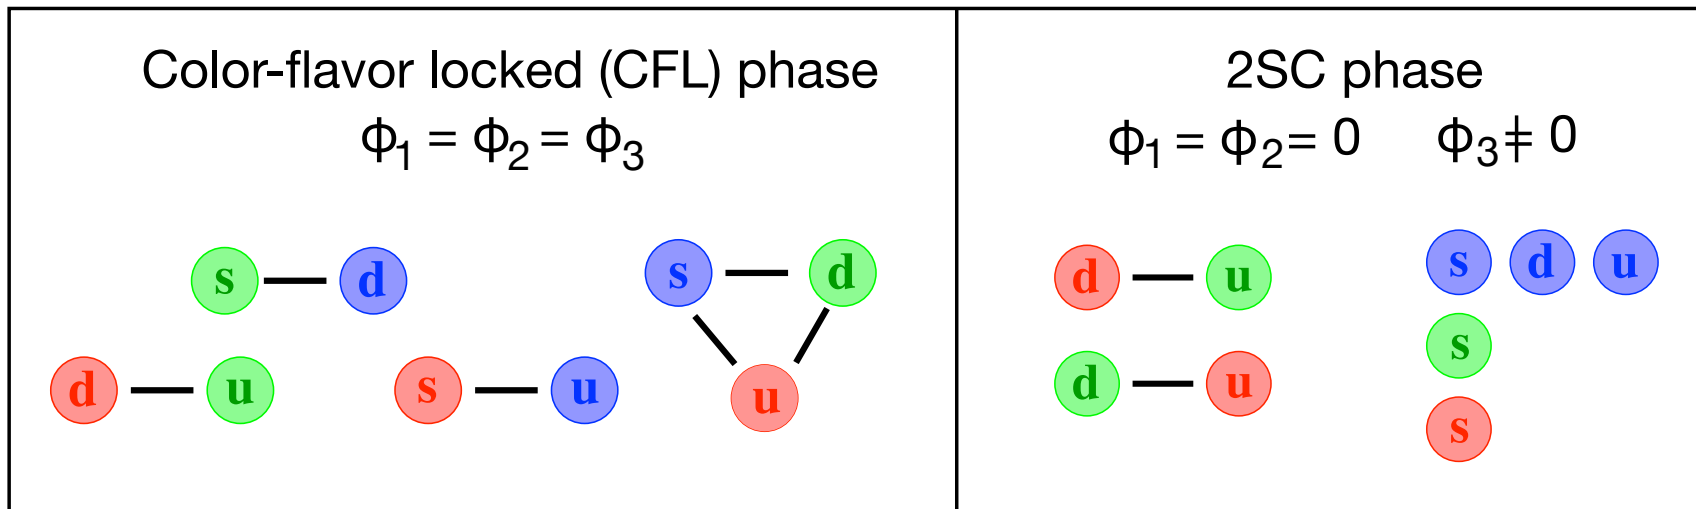 Color-flavor locked (CFL) phase
ϕ₁ = ϕ₂ = ϕ₃
s d
d u
s u
s d
u
2SC phase
ϕ₁ = ϕ₂ = 0 ϕ₃ ǂ 0
d u
d u
s d u
s
s